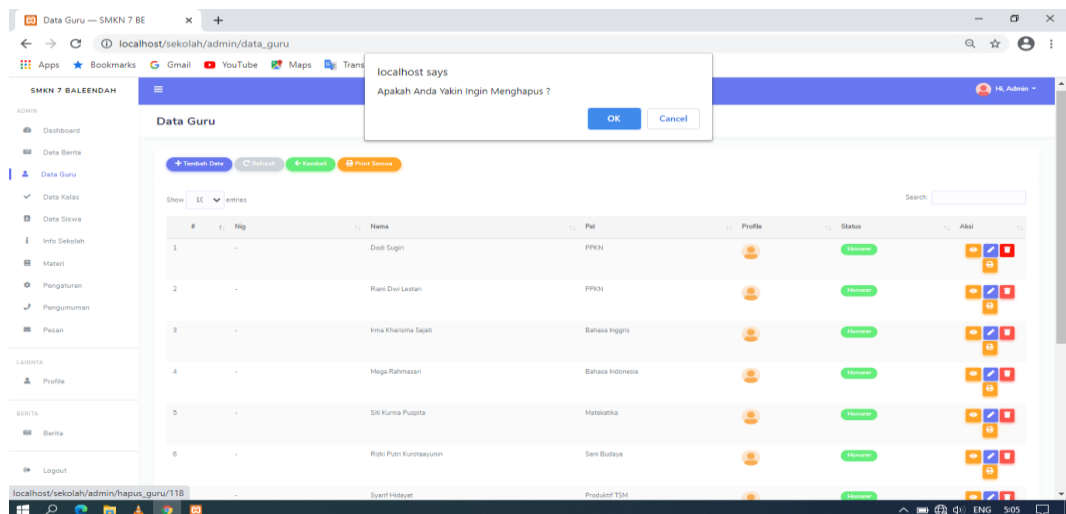 Data Guru — SMKN 7 BE
localhost/sekolah/admin/data_guru
Apps Bookmarks Gmail YouTube Maps Trans
localhost says
Apakah Anda Yakin Ingin Menghapus ?
OK Cancel
SMKN 7 BALEENDAH
Hi, Admin
ADMIN
Dashboard
Data Berita
Data Guru
Data Kelas
Data Siswa
Info Sekolah
Materi
Pengaturan
Pengumuman
Pesan
LAINNYA
Profile
BERITA
Berita
Logout
Data Guru
+ Tambah Data Refresh Kembali Print Semua
Show 10 entries Search:
# Nig Nama Pel Profile Status Aksi
1 - Dedi Sugiri PPKN Honorer
2 - Riani Dwi Lestari PPKN Honorer
3 - Irma Kharisma Sejati Bahasa Inggris Honorer
4 - Mega Rahmasari Bahasa Indonesia Honorer
5 - Siti Kurnia Puspita Matekatika Honorer
6 - Rizki Putri Kurotaayunin Seni Budaya Honorer
- Syarif Hidayat Produktif TSM Honorer
localhost/sekolah/admin/hapus_guru/118
ENG 5:05